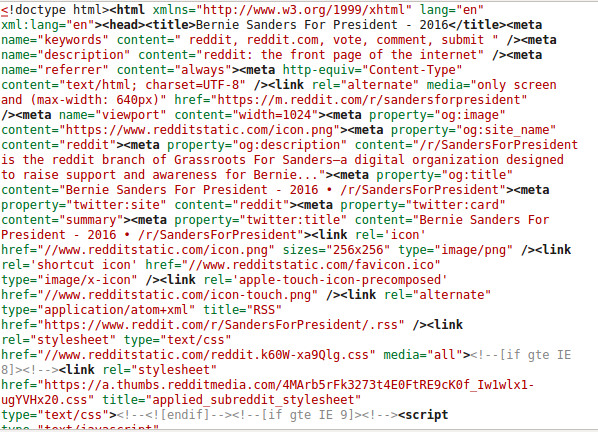 <!doctype html><html xmlns="http://www.w3.org/1999/xhtml" lang="en"
xml:lang="en"><head><title>Bernie Sanders For President - 2016</title><meta
name="keywords" content=" reddit, reddit.com, vote, comment, submit " /><meta
name="description" content="reddit: the front page of the internet" /><meta
name="referrer" content="always"><meta http-equiv="Content-Type"
content="text/html; charset=UTF-8" /><link rel="alternate" media="only screen
and (max-width: 640px)" href="https://m.reddit.com/r/sandersforpresident"
/><meta name="viewport" content="width=1024"><meta property="og:image"
content="https://www.redditstatic.com/icon.png"><meta property="og:site_name"
content="reddit"><meta property="og:description" content="/r/SandersForPresident
is the reddit branch of Grassroots For Sanders—a digital organization designed
to raise support and awareness for Bernie..."><meta property="og:title"
content="Bernie Sanders For President - 2016 • /r/SandersForPresident"><meta
property="twitter:site" content="reddit"><meta property="twitter:card"
content="summary"><meta property="twitter:title" content="Bernie Sanders For
President - 2016 • /r/SandersForPresident"><link rel='icon'
href="//www.redditstatic.com/icon.png" sizes="256x256" type="image/png" /><link
rel='shortcut icon' href="//www.redditstatic.com/favicon.ico"
type="image/x-icon" /><link rel='apple-touch-icon-precomposed'
href="//www.redditstatic.com/icon-touch.png" /><link rel="alternate"
type="application/atom+xml" title="RSS"
href="https://www.reddit.com/r/SandersForPresident/.rss" /><link
rel="stylesheet" type="text/css"
href="//www.redditstatic.com/reddit.k60W-xa9Qlg.css" media="all"><!--[if gte IE
8]><!--><link rel="stylesheet"
href="https://a.thumbs.redditmedia.com/4MArb5rFk3273t4E0FtRE9cK0f_Iw1wlx1-
ugYVHx20.css" title="applied_subreddit_stylesheet"
type="text/css"><!--<![endif]--><!--[if gte IE 9]><!--><script
type="text/javascript"